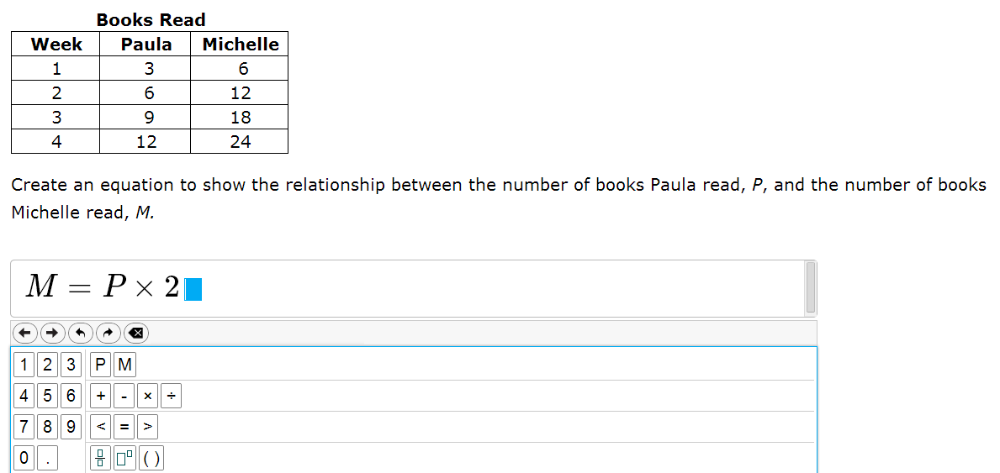 Books Read
Week Paula Michelle
1 3 6
2 6 12
3 9 18
4 12 24
Create an equation to show the relationship between the number of books Paula read, P, and the number of books
Michelle read, M.
M = P × 2
1 2 3 P M
4 5 6 + - × ÷
7 8 9 < = >
0 . ( )